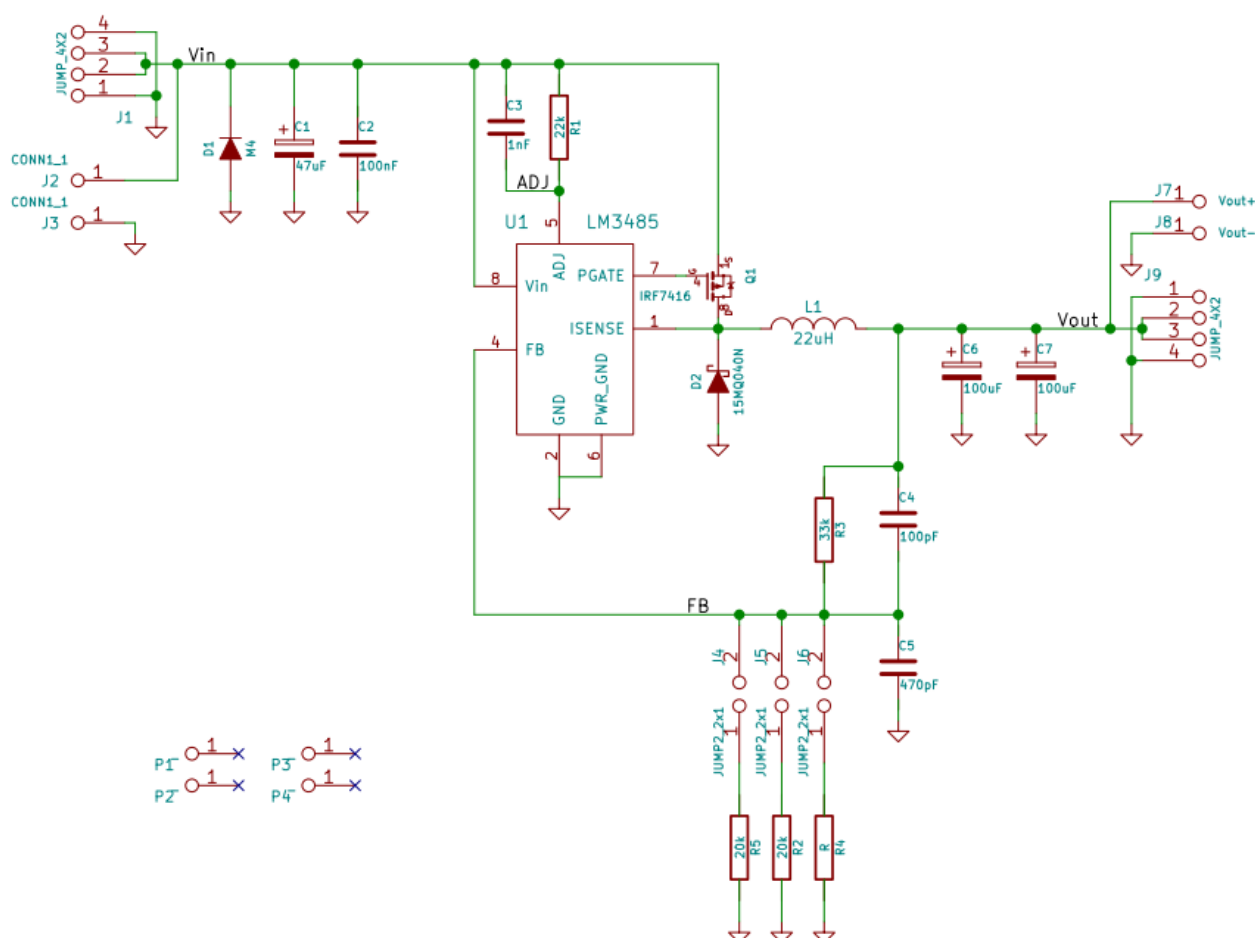 4
3
2
1
JUMP_4X2
J1
Vin
CONN1_1
J2
1
CONN1_1
J3
1
D1
M4
C1
+
47uF
C2
100nF
C3
1nF
22k
R1
ADJ
U1
LM3485
5
ADJ
8
Vin
4
FB
PGATE
7
ISENSE
1
GND
PWR_GND
2
6
G
4
1
S
8
D
Q1
IRF7416
D2
15MQ040N
L1
22uH
Vout
+
C6
100uF
+
C7
100uF
J7
1
Vout+
J8
1
Vout-
J9
1
2
3
4
JUMP_4X2
33k
R3
C4
100pF
FB
C5
470pF
J4
2
1
JUMP2_2x1
J5
2
1
JUMP2_2x1
J6
2
1
JUMP2_2x1
20k
R5
20k
R2
R
R4
P1
1
P2
1
P3
1
P4
1